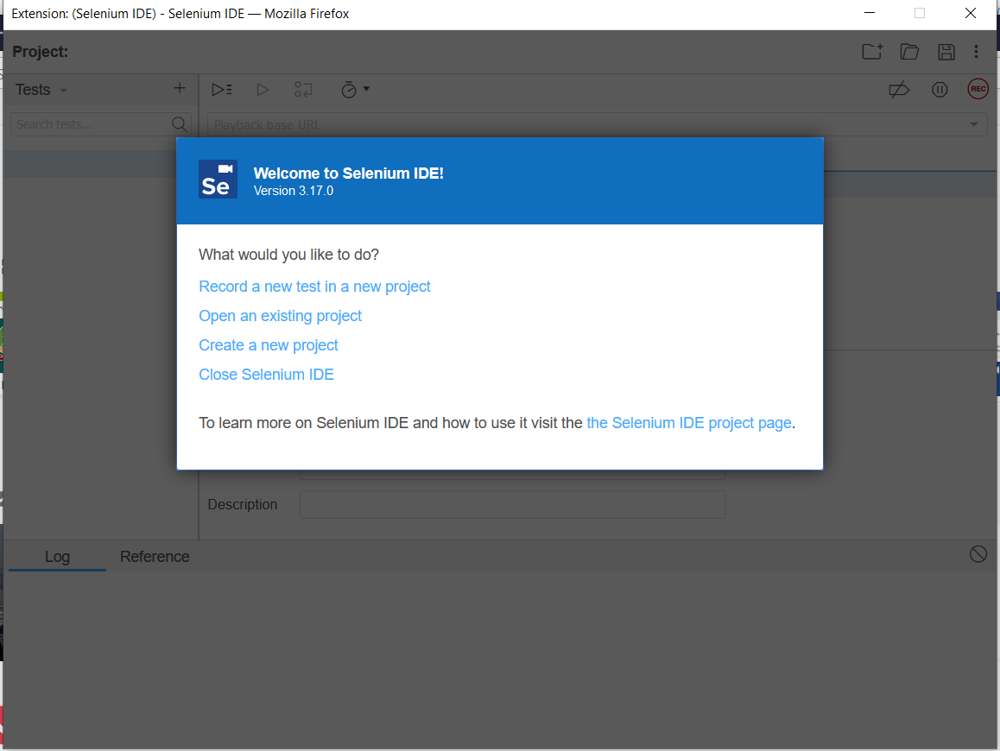 Extension: (Selenium IDE) - Selenium IDE — Mozilla Firefox
Project:
Tests
REC
Search tests...
Playback base URL
Se
Welcome to Selenium IDE!
Version 3.17.0
What would you like to do?
Record a new test in a new project
Open an existing project
Create a new project
Close Selenium IDE
To learn more on Selenium IDE and how to use it visit the the Selenium IDE project page.
Description
Log Reference